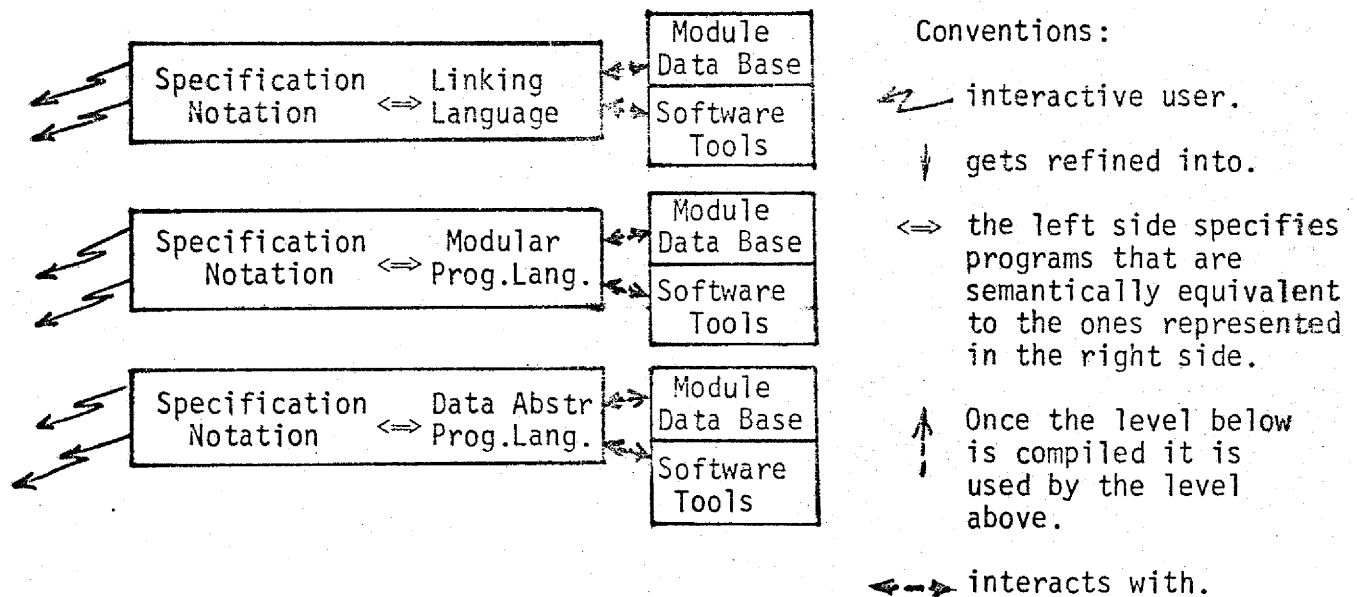 Specification
Notation
<=> Linking
Language
Module
Data Base
Software
Tools
Specification
Notation
<=> Modular
Prog.Lang.
Module
Data Base
Software
Tools
Specification
Notation
<=> Data Abstr
Prog.Lang.
Module
Data Base
Software
Tools
Conventions:
interactive user.
gets refined into.
<=> the left side specifies
programs that are
semantically equivalent
to the ones represented
in the right side.
Once the level below
is compiled it is
used by the level
above.
interacts with.